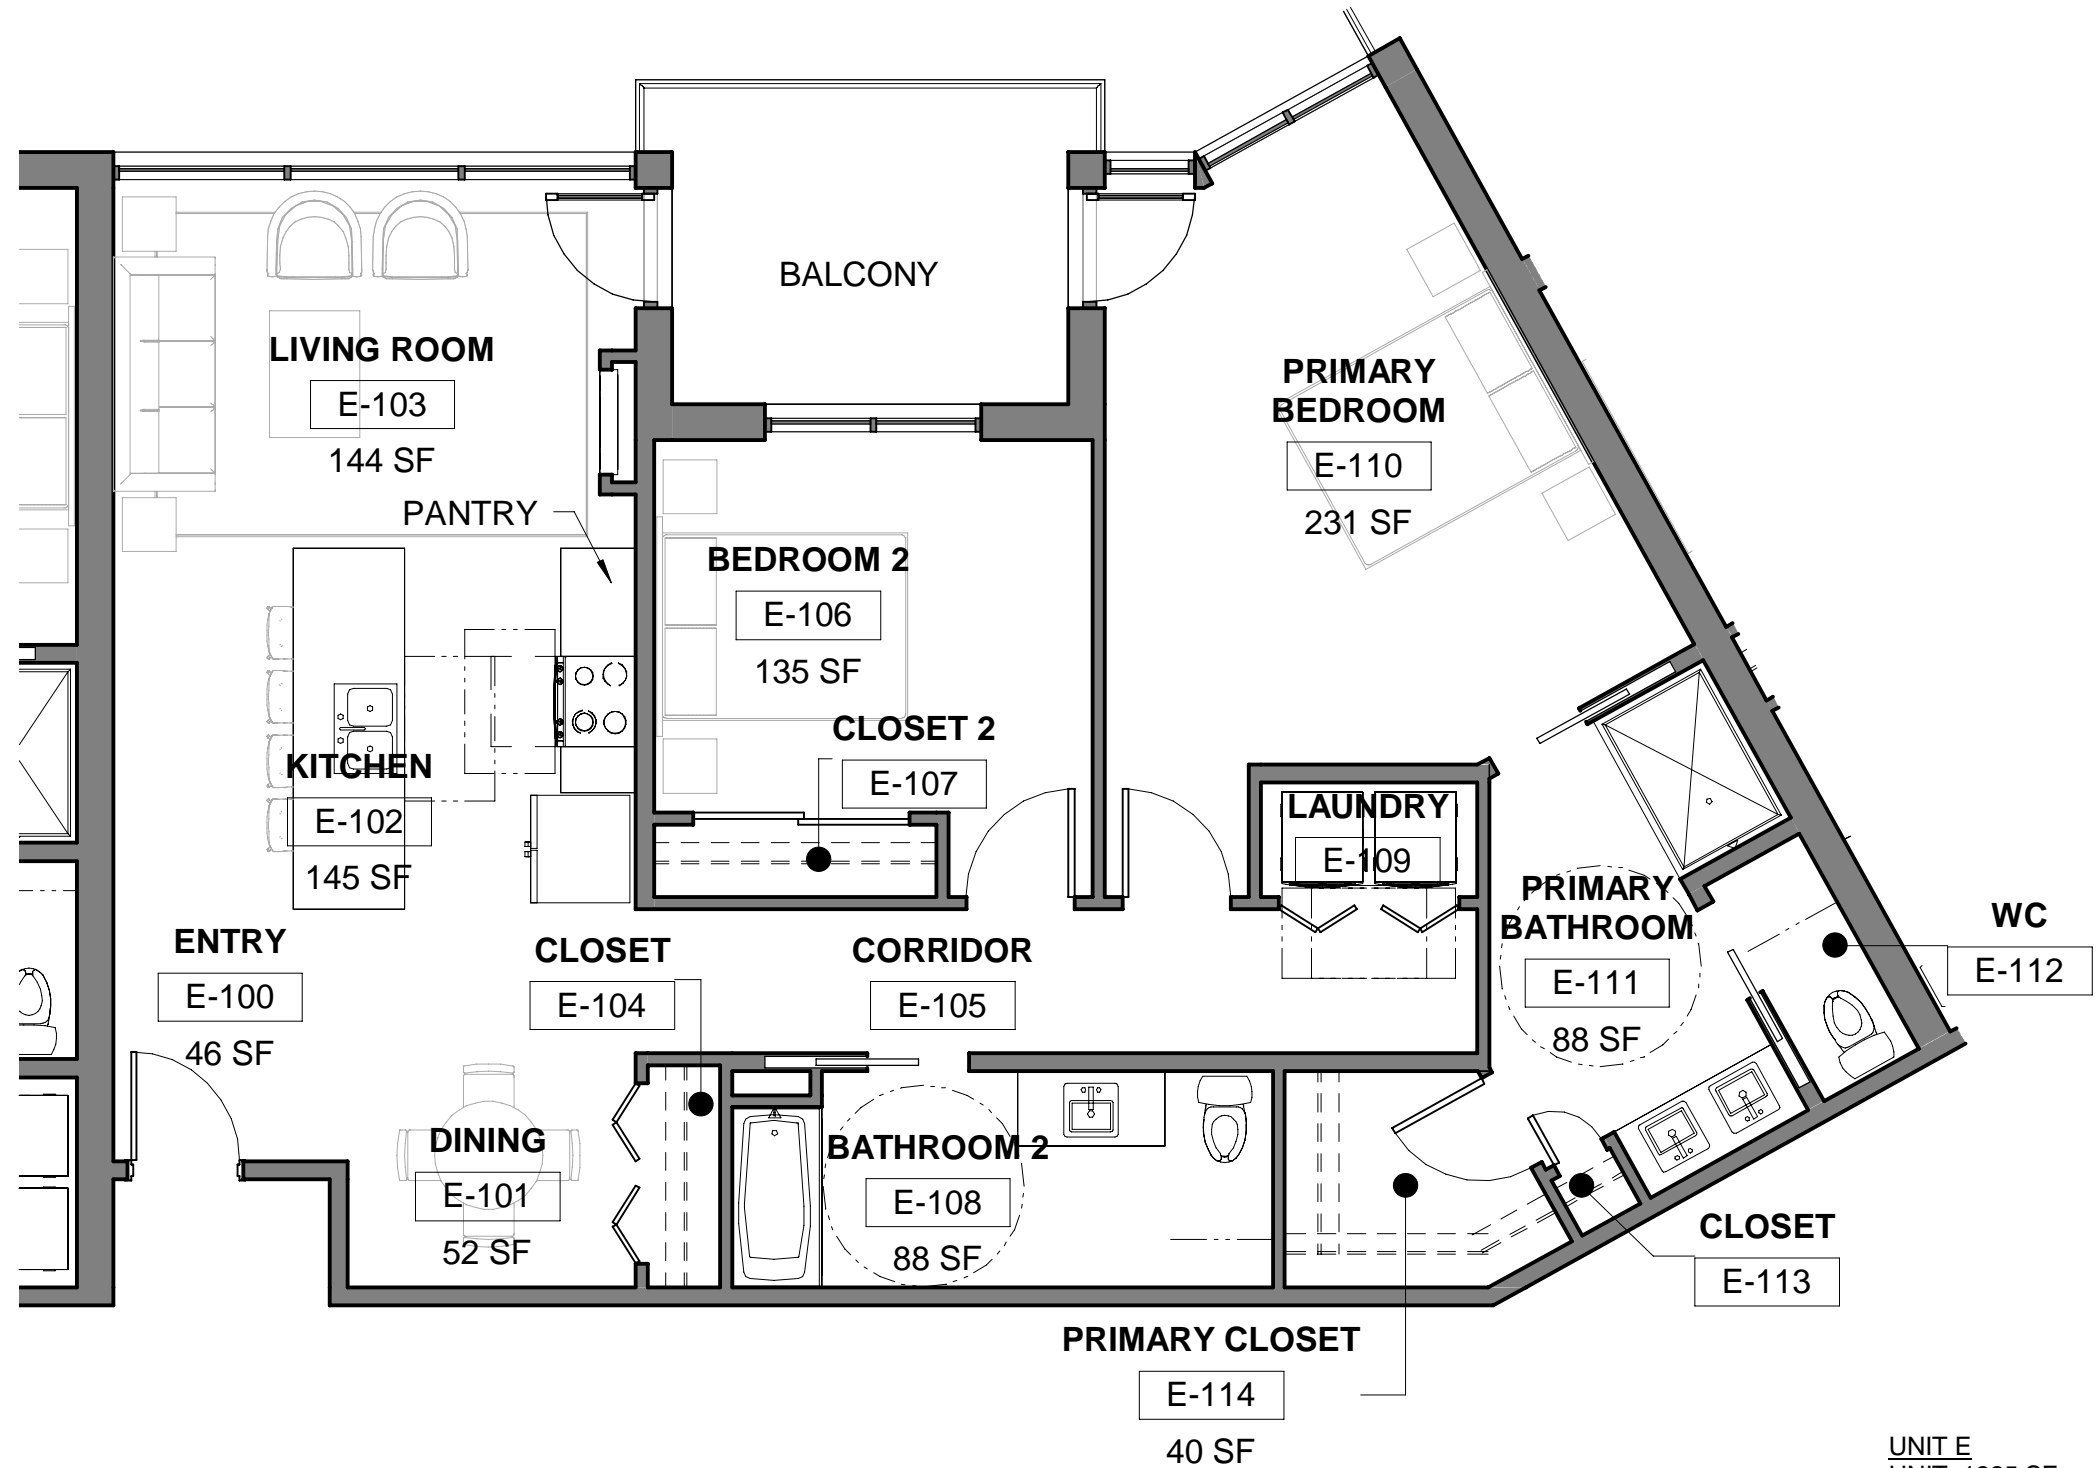 BALCONY
LIVING ROOM
E-103
144 SF
PANTRY
PRIMARY
BEDROOM
E-110
231 SF
BEDROOM 2
E-106
135 SF
CLOSET 2
E-107
KITCHEN
E-102
145 SF
LAUNDRY
E-109
PRIMARY
BATHROOM
E-111
88 SF
WC
E-112
ENTRY
E-100
46 SF
CLOSET
E-104
CORRIDOR
E-105
DINING
E-101
52 SF
BATHROOM 2
E-108
88 SF
CLOSET
E-113
PRIMARY CLOSET
E-114
40 SF
UNIT E